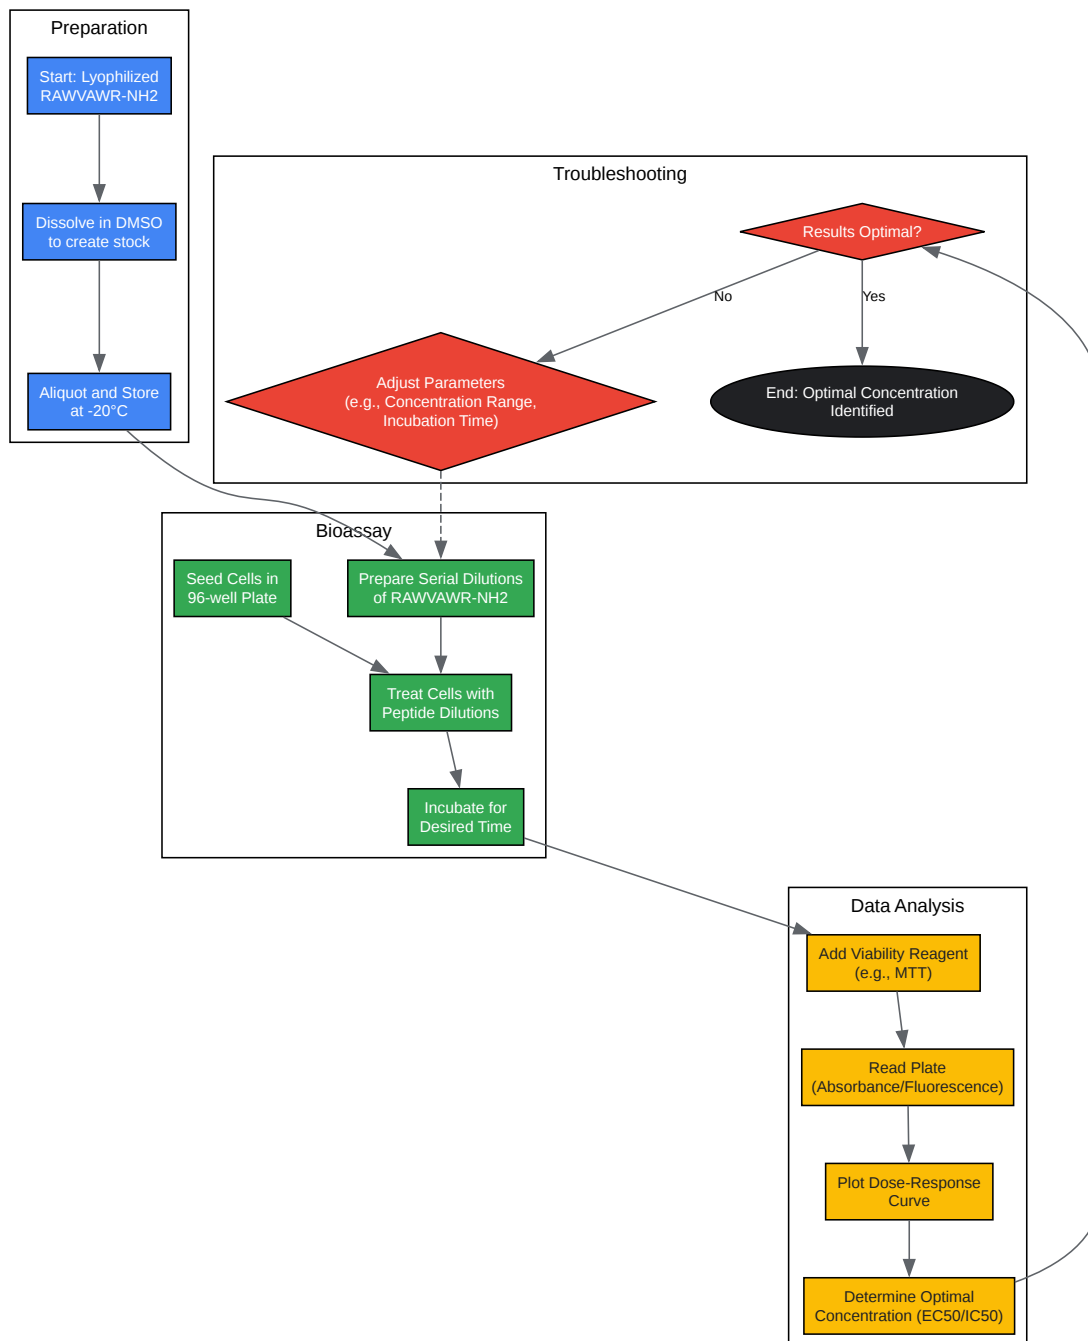 Preparation
Start: Lyophilized
RAWVAWR-NH2
Dissolve in DMSO
to create stock
Aliquot and Store
at -20°C
Troubleshooting
Results Optimal?
No
Yes
Adjust Parameters
(e.g., Concentration Range,
Incubation Time)
End: Optimal Concentration
Identified
Bioassay
Seed Cells in
96-well Plate
Prepare Serial Dilutions
of RAWVAWR-NH2
Treat Cells with
Peptide Dilutions
Incubate for
Desired Time
Data Analysis
Add Viability Reagent
(e.g., MTT)
Read Plate
(Absorbance/Fluorescence)
Plot Dose-Response
Curve
Determine Optimal
Concentration (EC50/IC50)